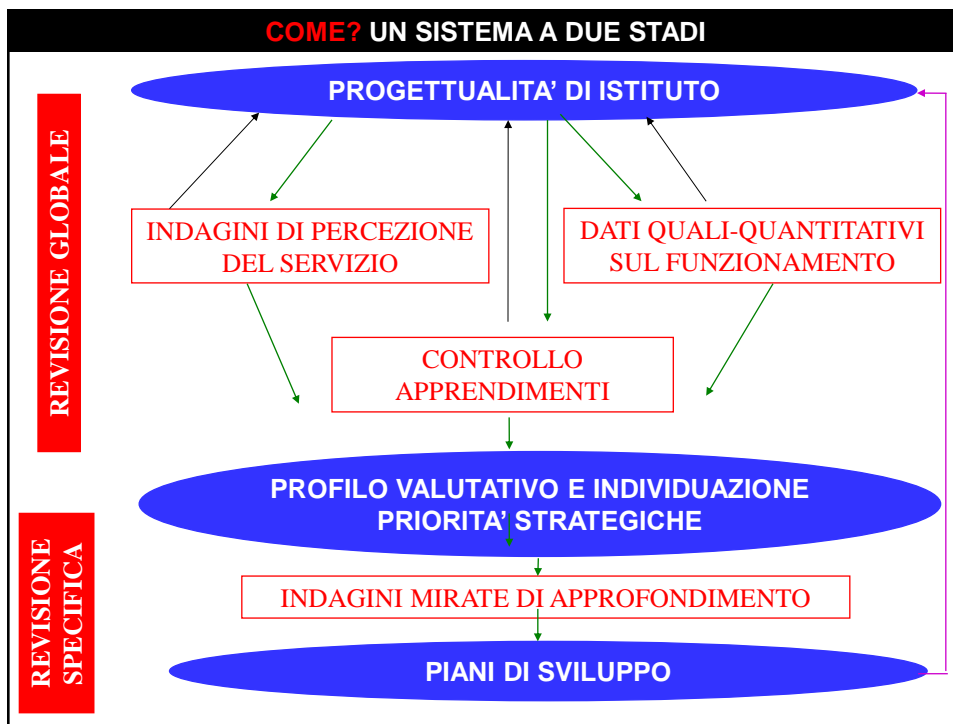 COME? UN SISTEMA A DUE STADI
PROGETTUALITA’ DI ISTITUTO
REVISIONE GLOBALE
INDAGINI DI PERCEZIONE
DEL SERVIZIO
DATI QUALI-QUANTITATIVI
SUL FUNZIONAMENTO
CONTROLLO
APPRENDIMENTI
PROFILO VALUTATIVO E INDIVIDUAZIONE
PRIORITA’ STRATEGICHE
REVISIONE
SPECIFICA
INDAGINI MIRATE DI APPROFONDIMENTO
PIANI DI SVILUPPO